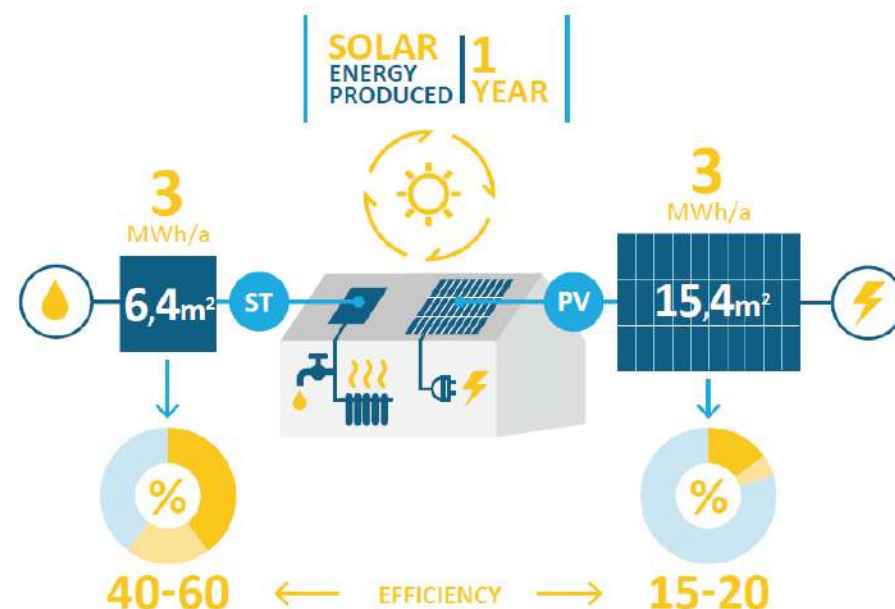 SOLAR
ENERGY
PRODUCED
1
YEAR
3
MWh/a
6,4m²
ST
PV
3
MWh/a
15,4m²
%
%
40-60
EFFICIENCY
15-20